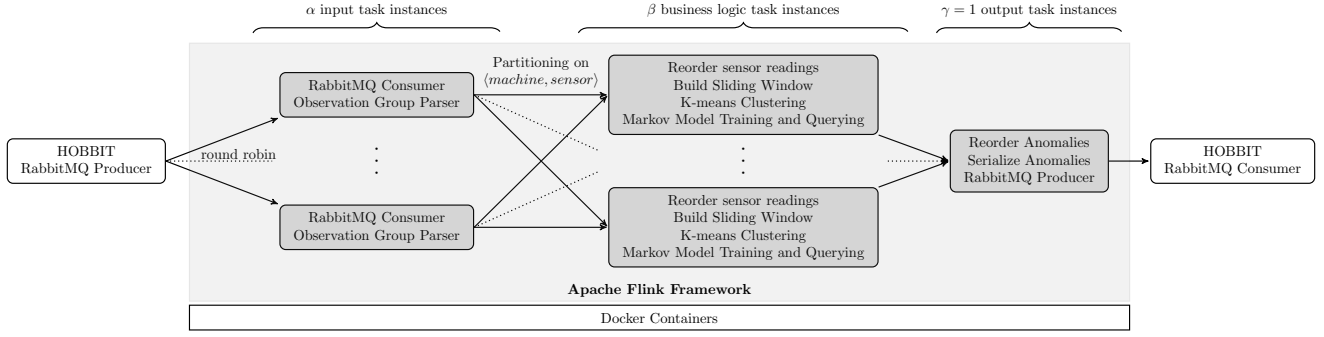 α input task instances
β business logic task instances
γ = 1 output task instances
HOBBIT
RabbitMQ Producer
round robin
RabbitMQ Consumer
Observation Group Parser
RabbitMQ Consumer
Observation Group Parser
Partitioning on
⟨machine, sensor⟩
Reorder sensor readings
Build Sliding Window
K-means Clustering
Markov Model Training and Querying
Reorder sensor readings
Build Sliding Window
K-means Clustering
Markov Model Training and Querying
Reorder Anomalies
Serialize Anomalies
RabbitMQ Producer
HOBBIT
RabbitMQ Consumer
Apache Flink Framework
Docker Containers